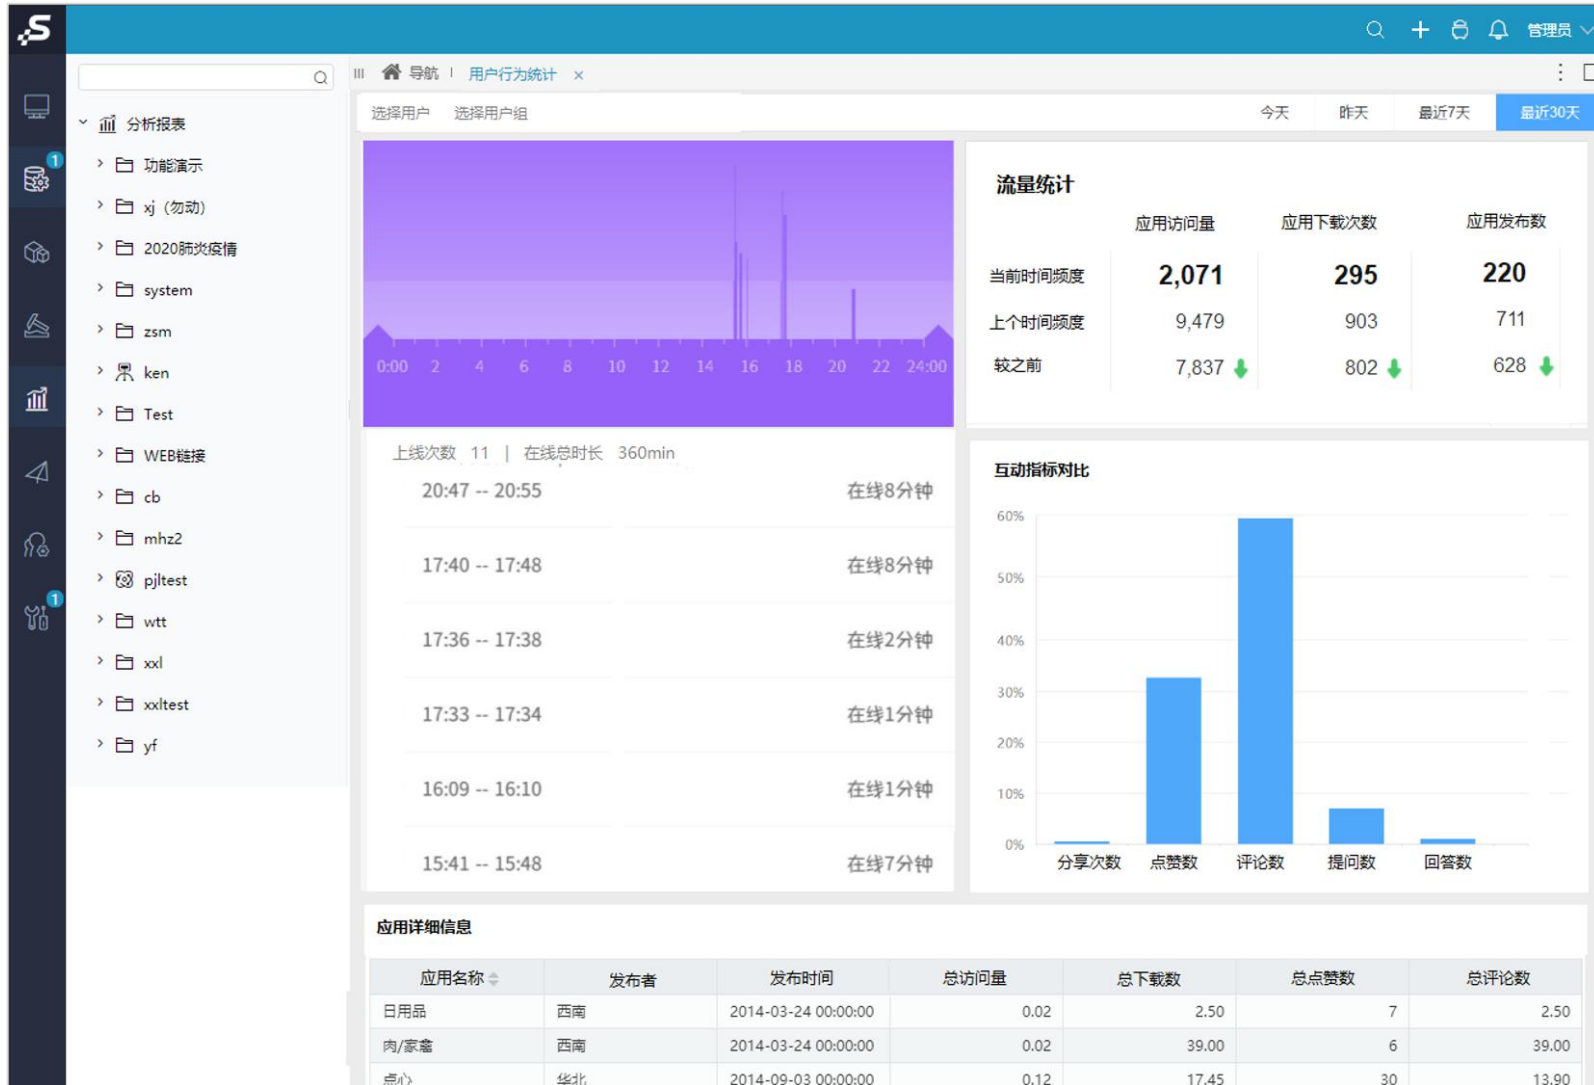 S
管理员
导航 | 用户行为统计 ×
选择用户 选择用户组 今天 昨天 最近7天 最近30天
1
1
分析报表
功能演示
xj（勿动）
2020肺炎疫情
system
zsm
ken
Test
WEB链接
cb
mhz2
pjltest
wtt
xxl
xxltest
yf
0:00 2 4 6 8 10 12 14 16 18 20 22 24:00
上线次数 11 | 在线总时长 360min
20:47 -- 20:55 在线8分钟
17:40 -- 17:48 在线8分钟
17:36 -- 17:38 在线2分钟
17:33 -- 17:34 在线1分钟
16:09 -- 16:10 在线1分钟
15:41 -- 15:48 在线7分钟
流量统计
应用访问量 应用下载次数 应用发布数
当前时间频度 2,071 295 220
上个时间频度 9,479 903 711
较之前 7,837 802 628
互动指标对比
60%
50%
40%
30%
20%
10%
0%
分享次数 点赞数 评论数 提问数 回答数
应用详细信息
应用名称 发布者 发布时间 总访问量 总下载数 总点赞数 总评论数
日用品 西南 2014-03-24 00:00:00 0.02 2.50 7 2.50
肉/家禽 西南 2014-03-24 00:00:00 0.02 39.00 6 39.00
点心 华北 2014-09-03 00:00:00 0.12 17.45 30 13.90